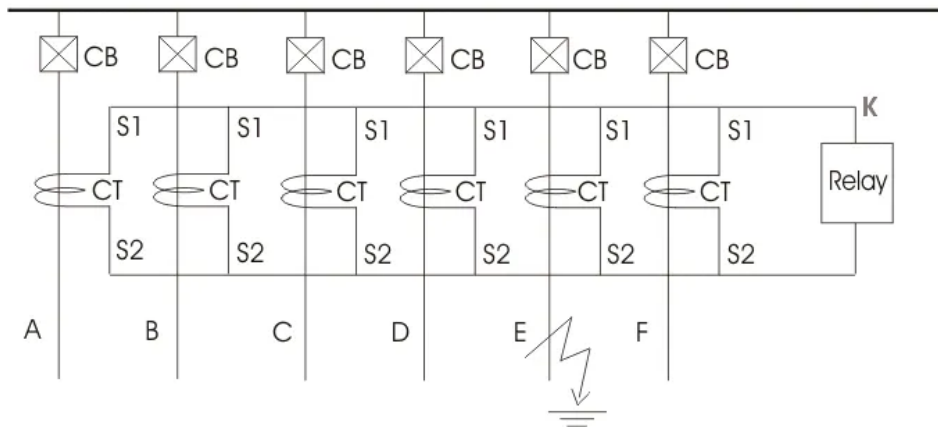 CB CB CB CB CB CB
K
S1 S1 S1 S1 S1 S1
Relay
CT CT CT CT CT CT
S2 S2 S2 S2 S2 S2
A B C D E F